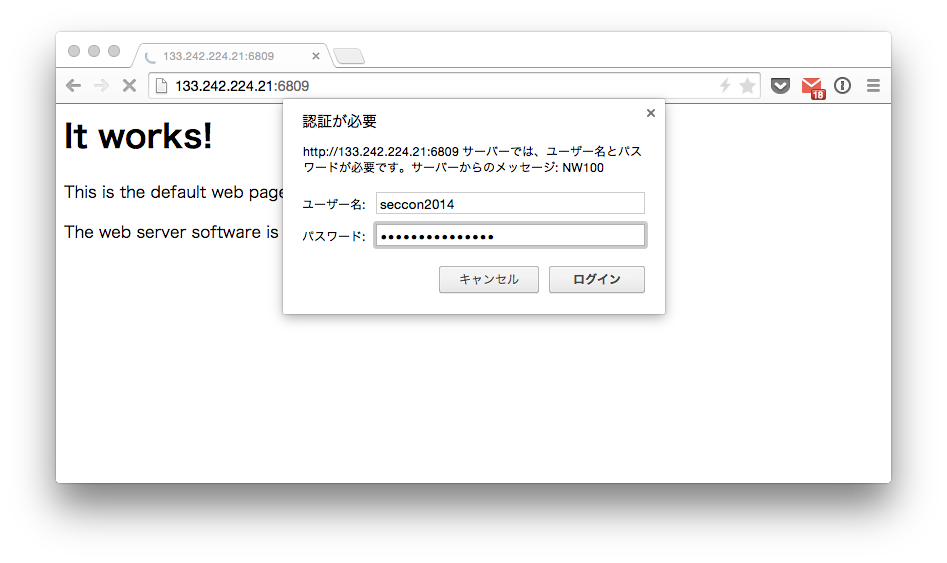 133.242.224.21:6809
133.242.224.21:6809
18
It works!
This is the default web page
The web server software is
認証が必要
http://133.242.224.21:6809 サーバーでは、ユーザー名とパス
ワードが必要です。サーバーからのメッセージ: NW100
ユーザー名: seccon2014
パスワード: •••••••••••••••
キャンセル ログイン